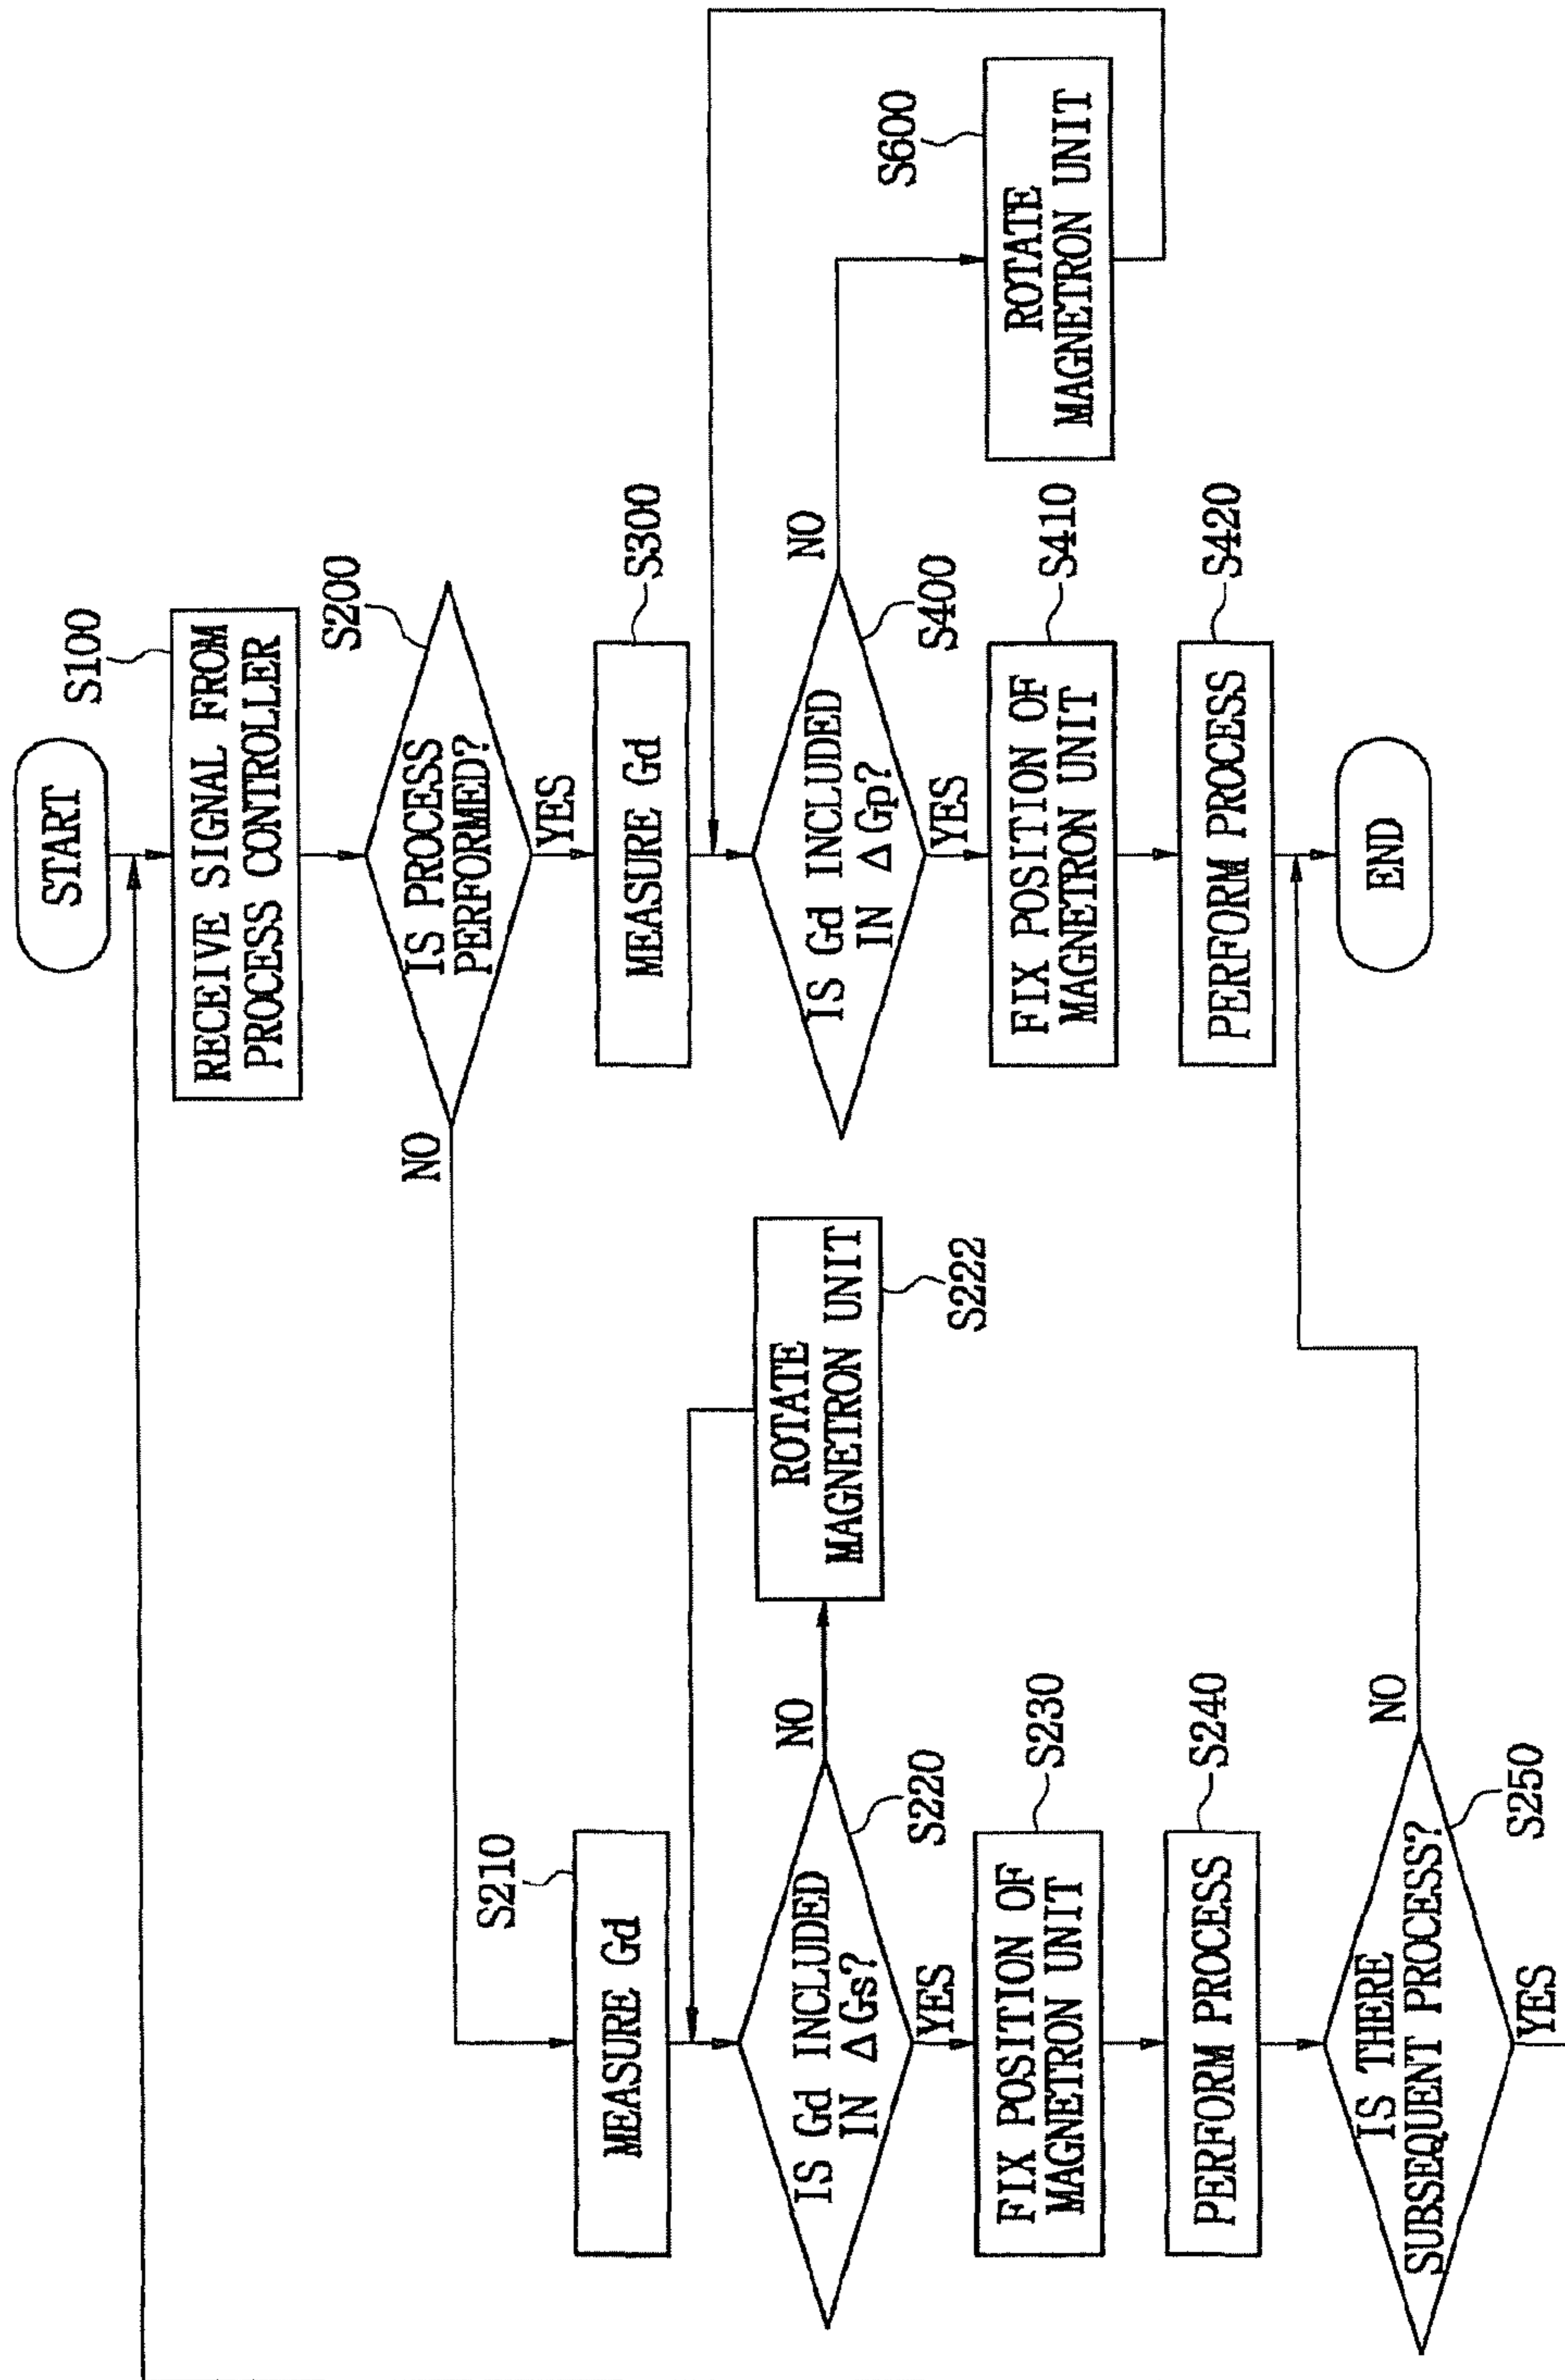 START
S100
RECEIVE SIGNAL FROM
PROCESS CONTROLLER
S200
IS PROCESS
PERFORMED?
NO
YES
S300
MEASURE Gd
IS Gd INCLUDED
IN Δ Gp?
S400
NO
YES
S600
ROTATE
MAGNETRON UNIT
FIX POSITION OF
MAGNETRON UNIT
S410
PERFORM PROCESS
S420
END
S210
MEASURE Gd
IS Gd INCLUDED
IN Δ Gs?
S220
NO
YES
ROTATE
MAGNETRON UNIT
S222
FIX POSITION OF
MAGNETRON UNIT
S230
PERFORM PROCESS
S240
IS THERE
SUBSEQUENT PROCESS?
S250
NO
YES